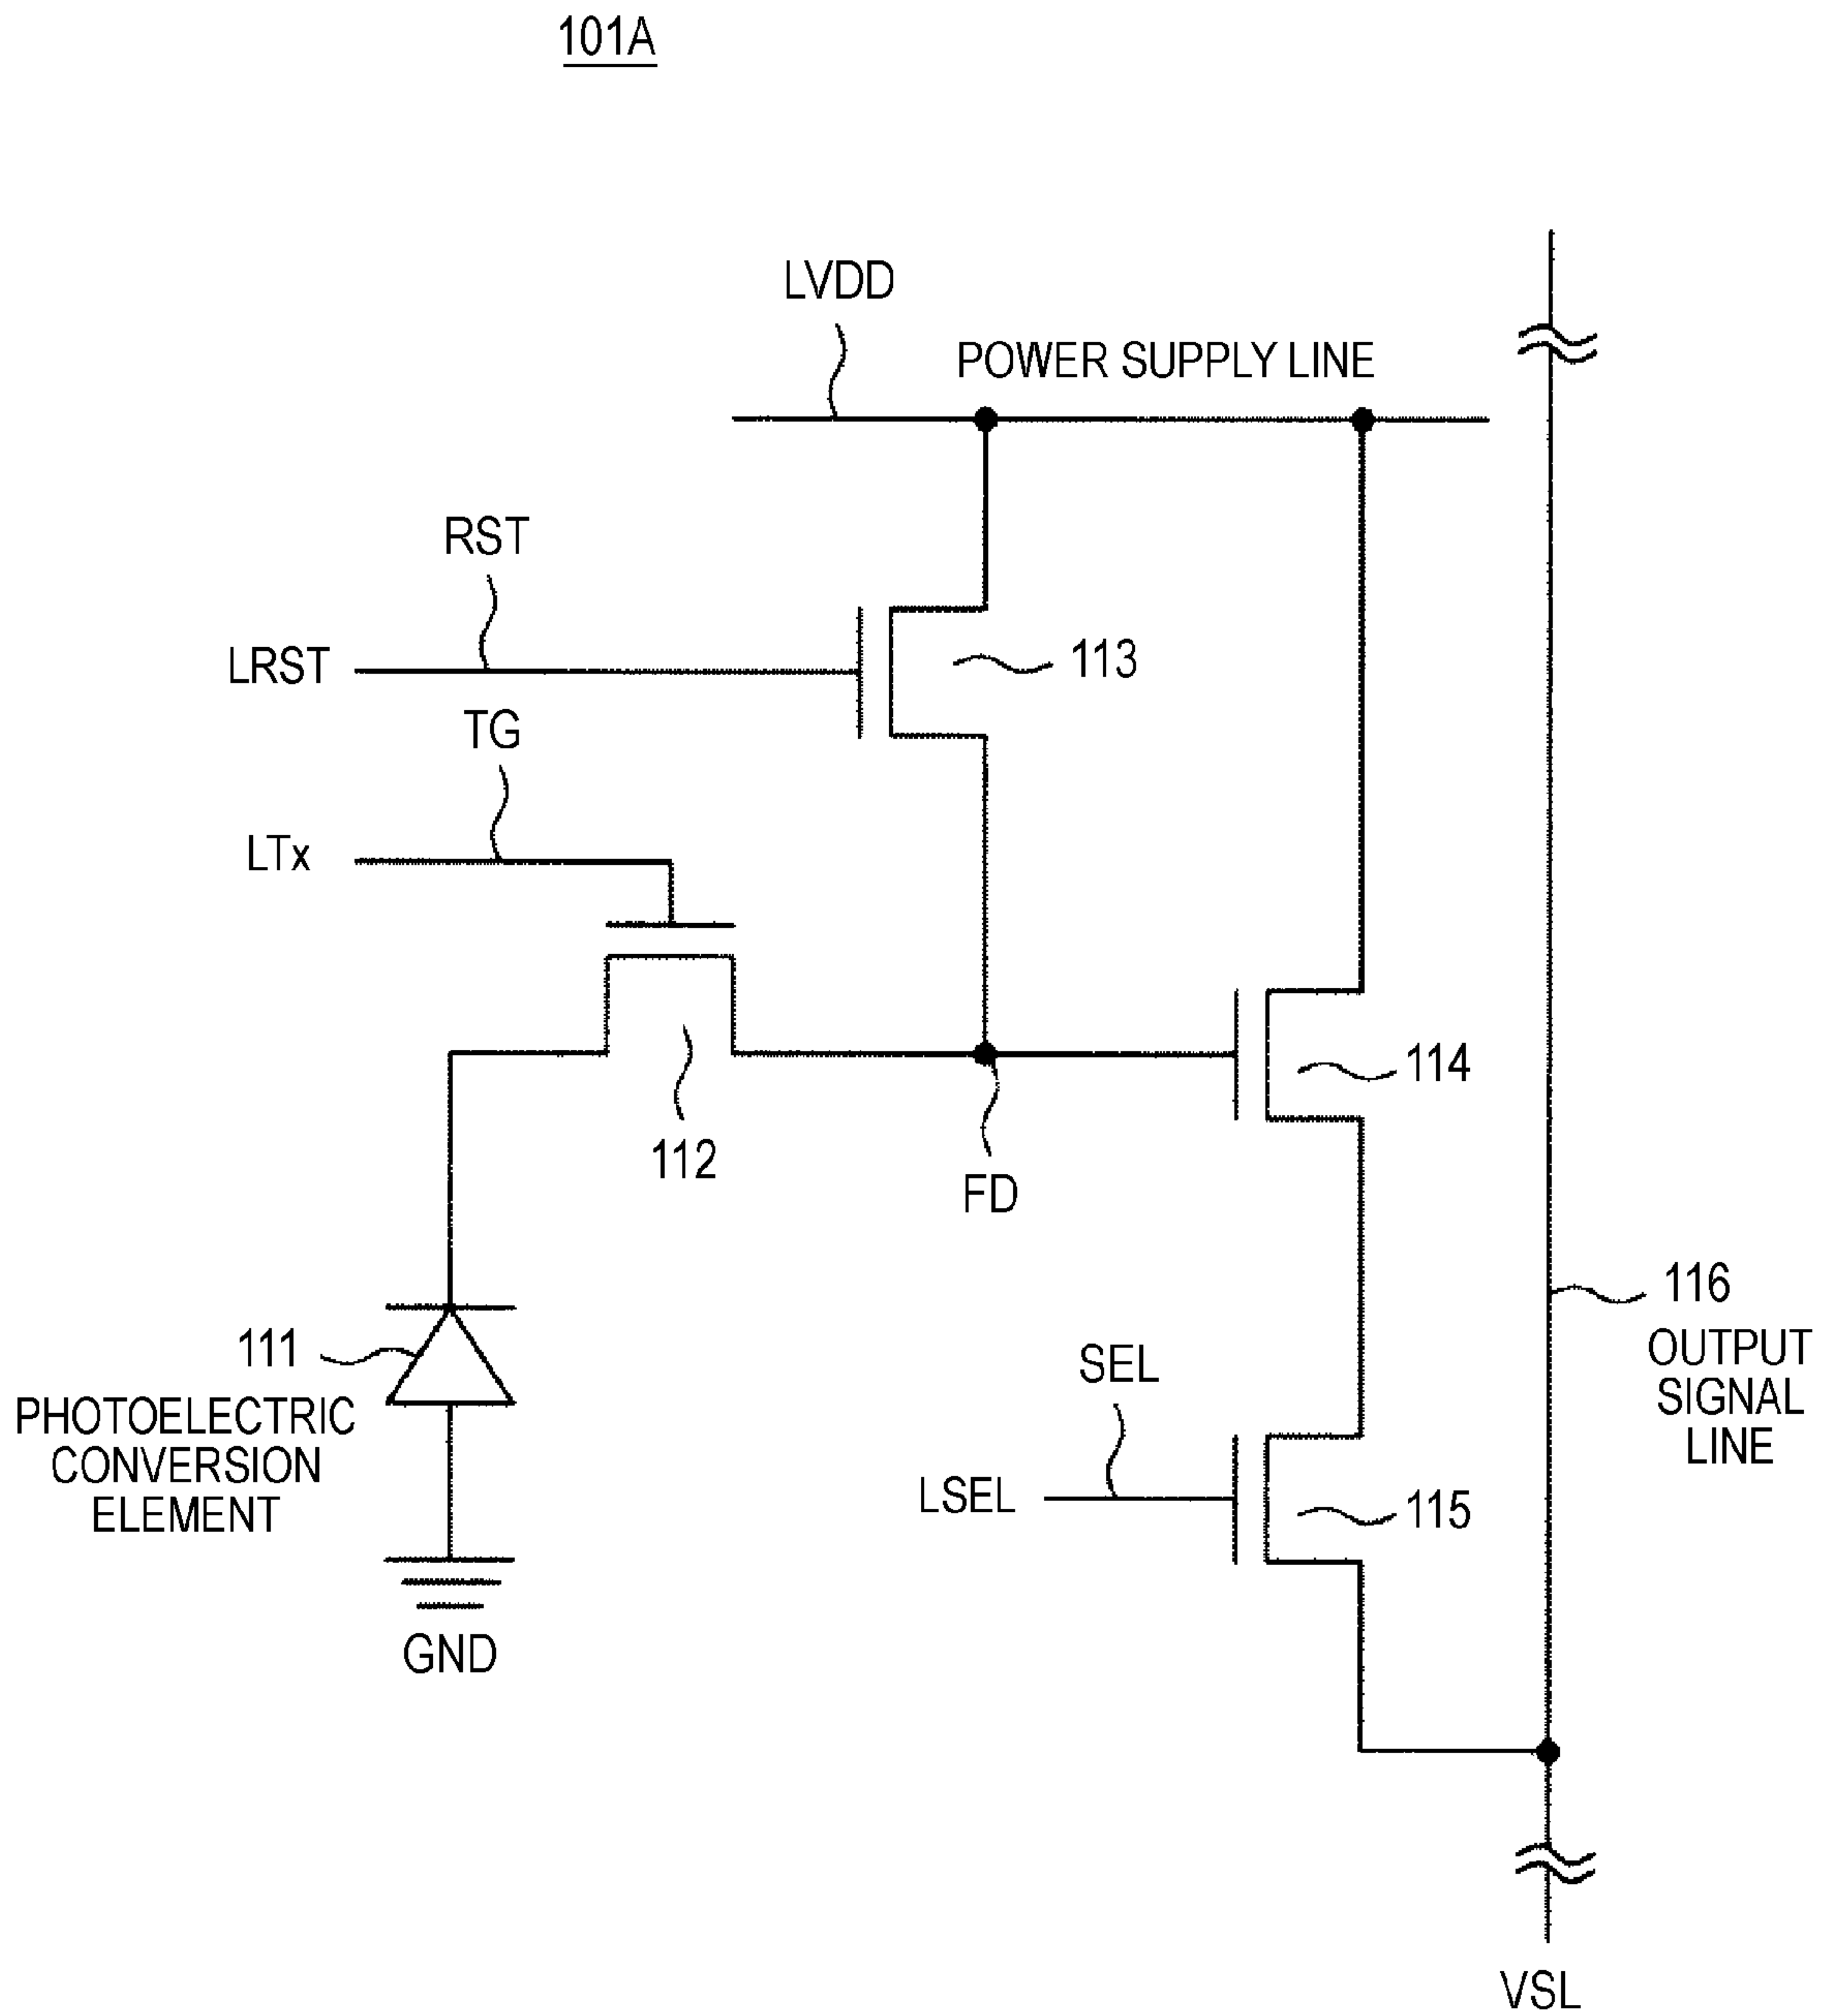 101A
LVDD
POWER SUPPLY LINE
RST
LRST
113
TG
LTx
114
112
FD
116
OUTPUT
SIGNAL
LINE
111
PHOTOELECTRIC
CONVERSION
ELEMENT
SEL
LSEL
115
GND
VSL